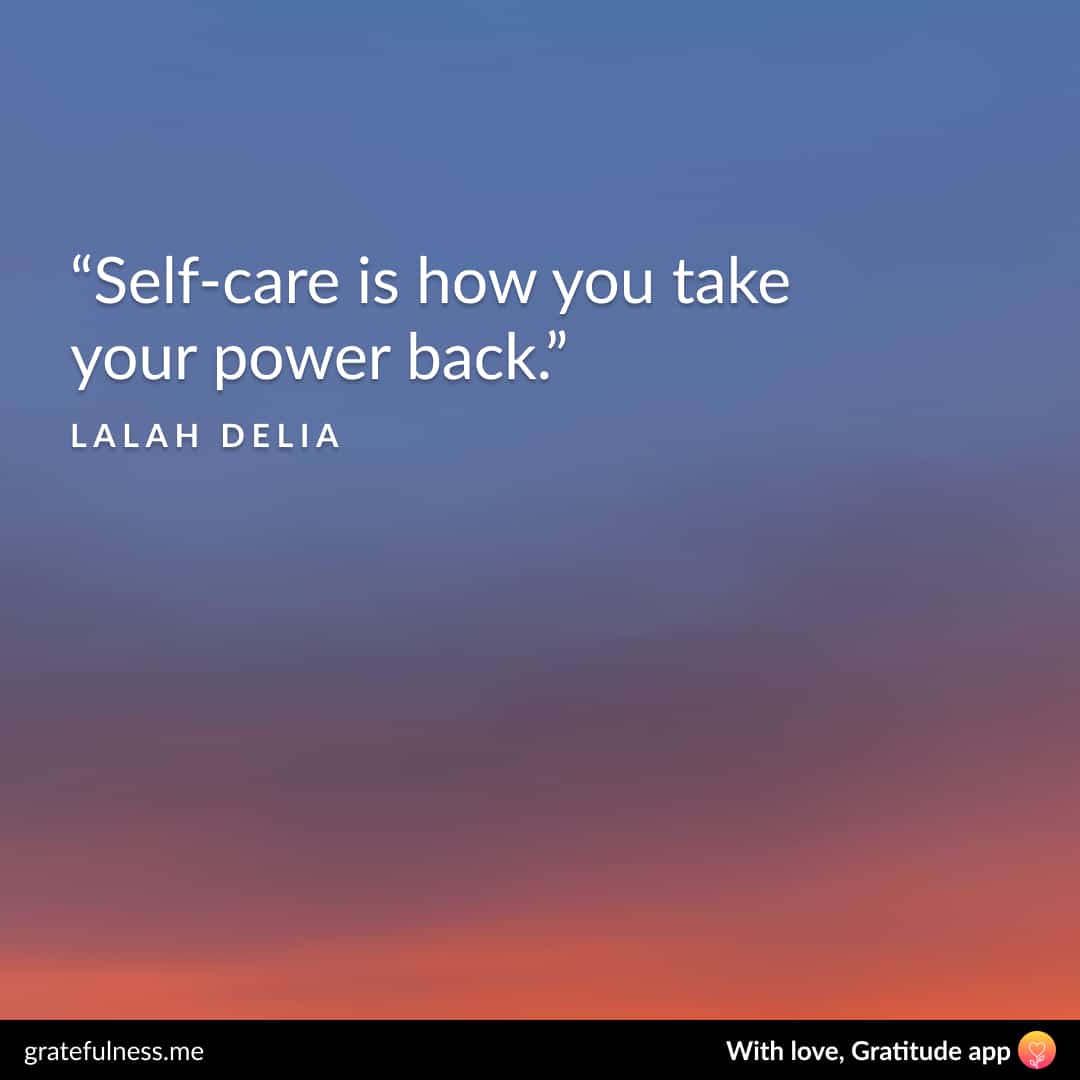 “Self-care is how you take
your power back.”
LALAH DELIA
gratefulness.me
With love, Gratitude app